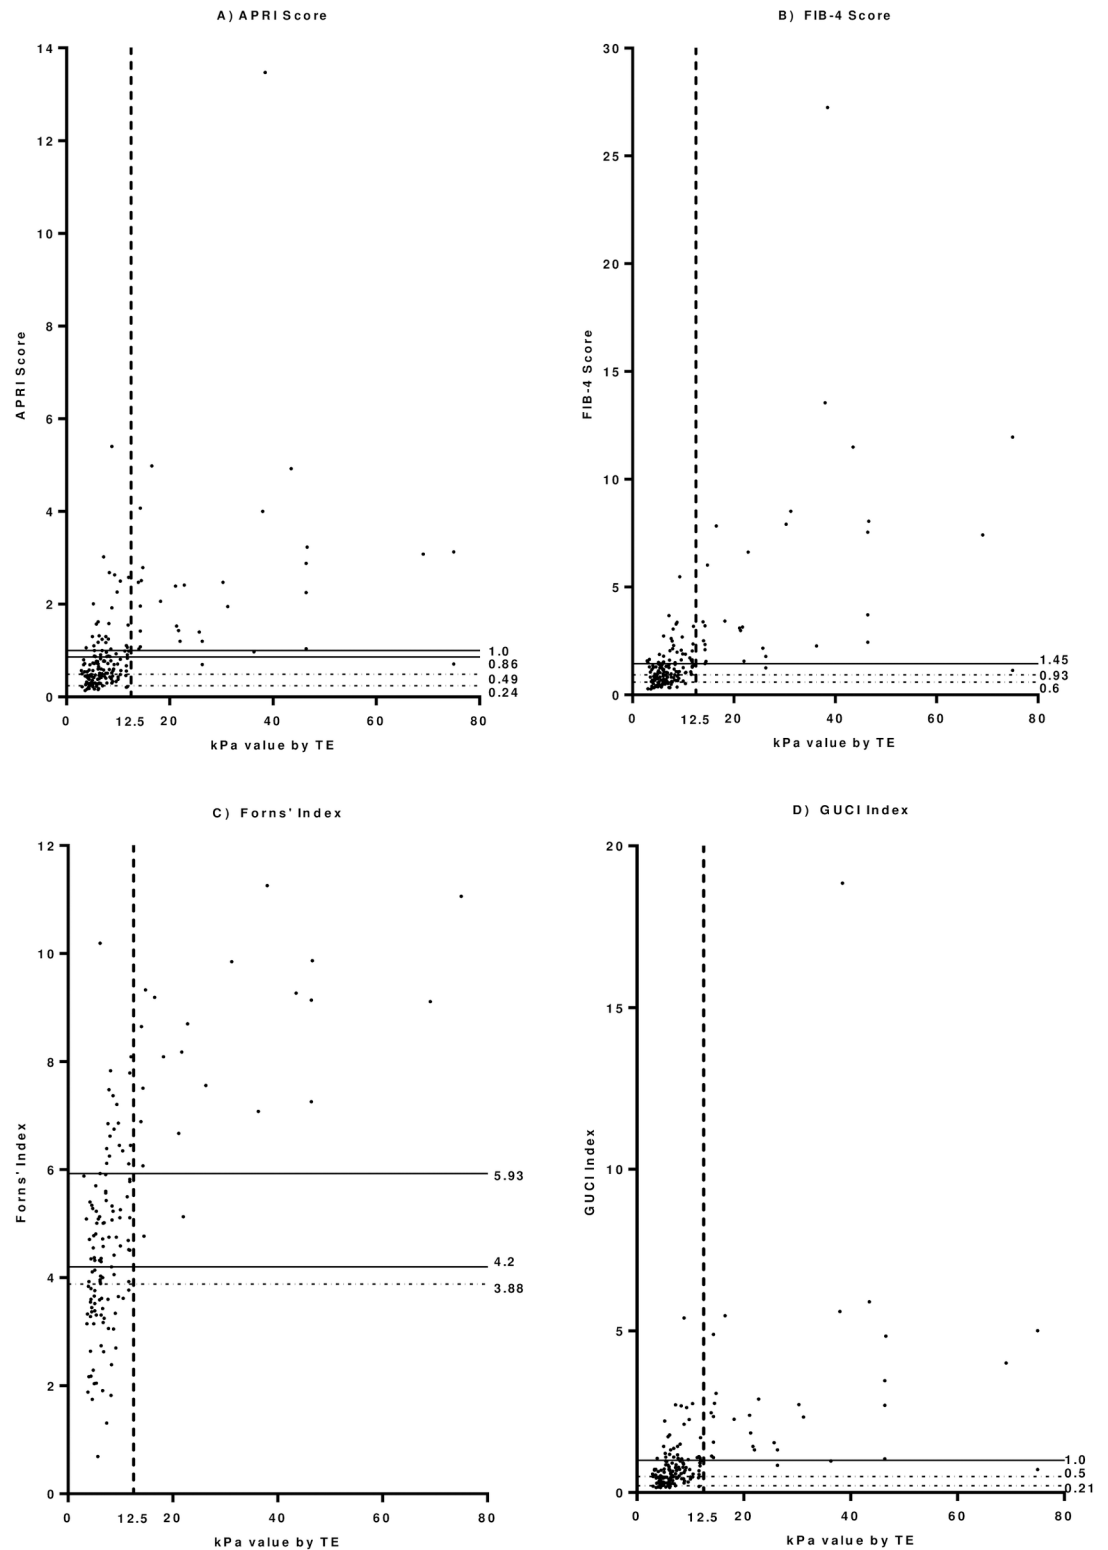 A) APRI Score
B) FIB-4 Score
14
12
10
8
6
4
2
0
APRI Score
1.0
0.86
0.49
0.24
0 12.5 20 40 60 80
kPa value by TE
30
25
20
15
10
5
0
FIB-4 Score
1.45
0.93
0.6
0 12.5 20 40 60 80
kPa value by TE
C) Forns' Index
D) GUCI Index
12
10
8
6
4
2
0
Forns' Index
5.93
4.2
3.88
0 12.5 20 40 60 80
kPa value by TE
20
15
10
5
0
GUCI Index
1.0
0.5
0.21
0 12.5 20 40 60 80
kPa value by TE